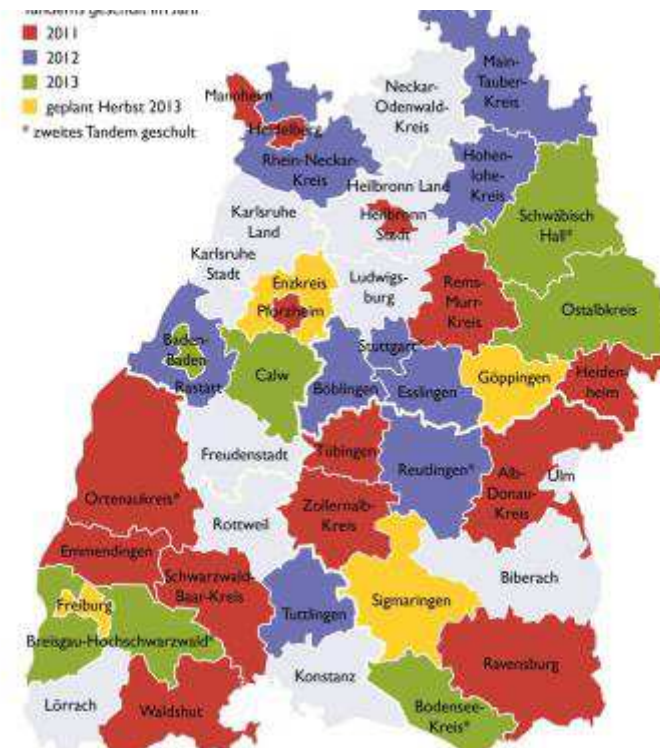 Tandems geschult im Jahr
2011
2012
2013
geplant Herbst 2013
* zweites Tandem geschult
Main-
Tauber-
Kreis
Neckar-
Odenwald-
Kreis
Mannheim
Heidelberg
Rhein-Neckar-
Kreis
Hohen-
lohe-
Kreis
Heilbronn Land
Heilbronn
Stadt
Schwäbisch
Hall*
Karlsruhe
Land
Karlsruhe
Stadt
Enzkreis
Pforzheim
Ludwigs-
burg
Rems-
Murr-
Kreis
Ostalbkreis
Baden-
Baden
Rastatt
Calw
Stuttgart*
Böblingen
Esslingen
Göppingen
Heiden-
heim
Freudenstadt
Tübingen
Reutlingen*
Alb-
Donau-
Kreis
Ulm
Ortenaukreis*
Rottweil
Zollernalb-
Kreis
Emmendingen
Schwarzwald-
Baar-Kreis
Biberach
Freiburg
Tuttlingen
Sigmaringen
Breisgau-Hochschwarzwald*
Konstanz
Ravensburg
Lörrach
Waldshut
Bodensee-
Kreis*